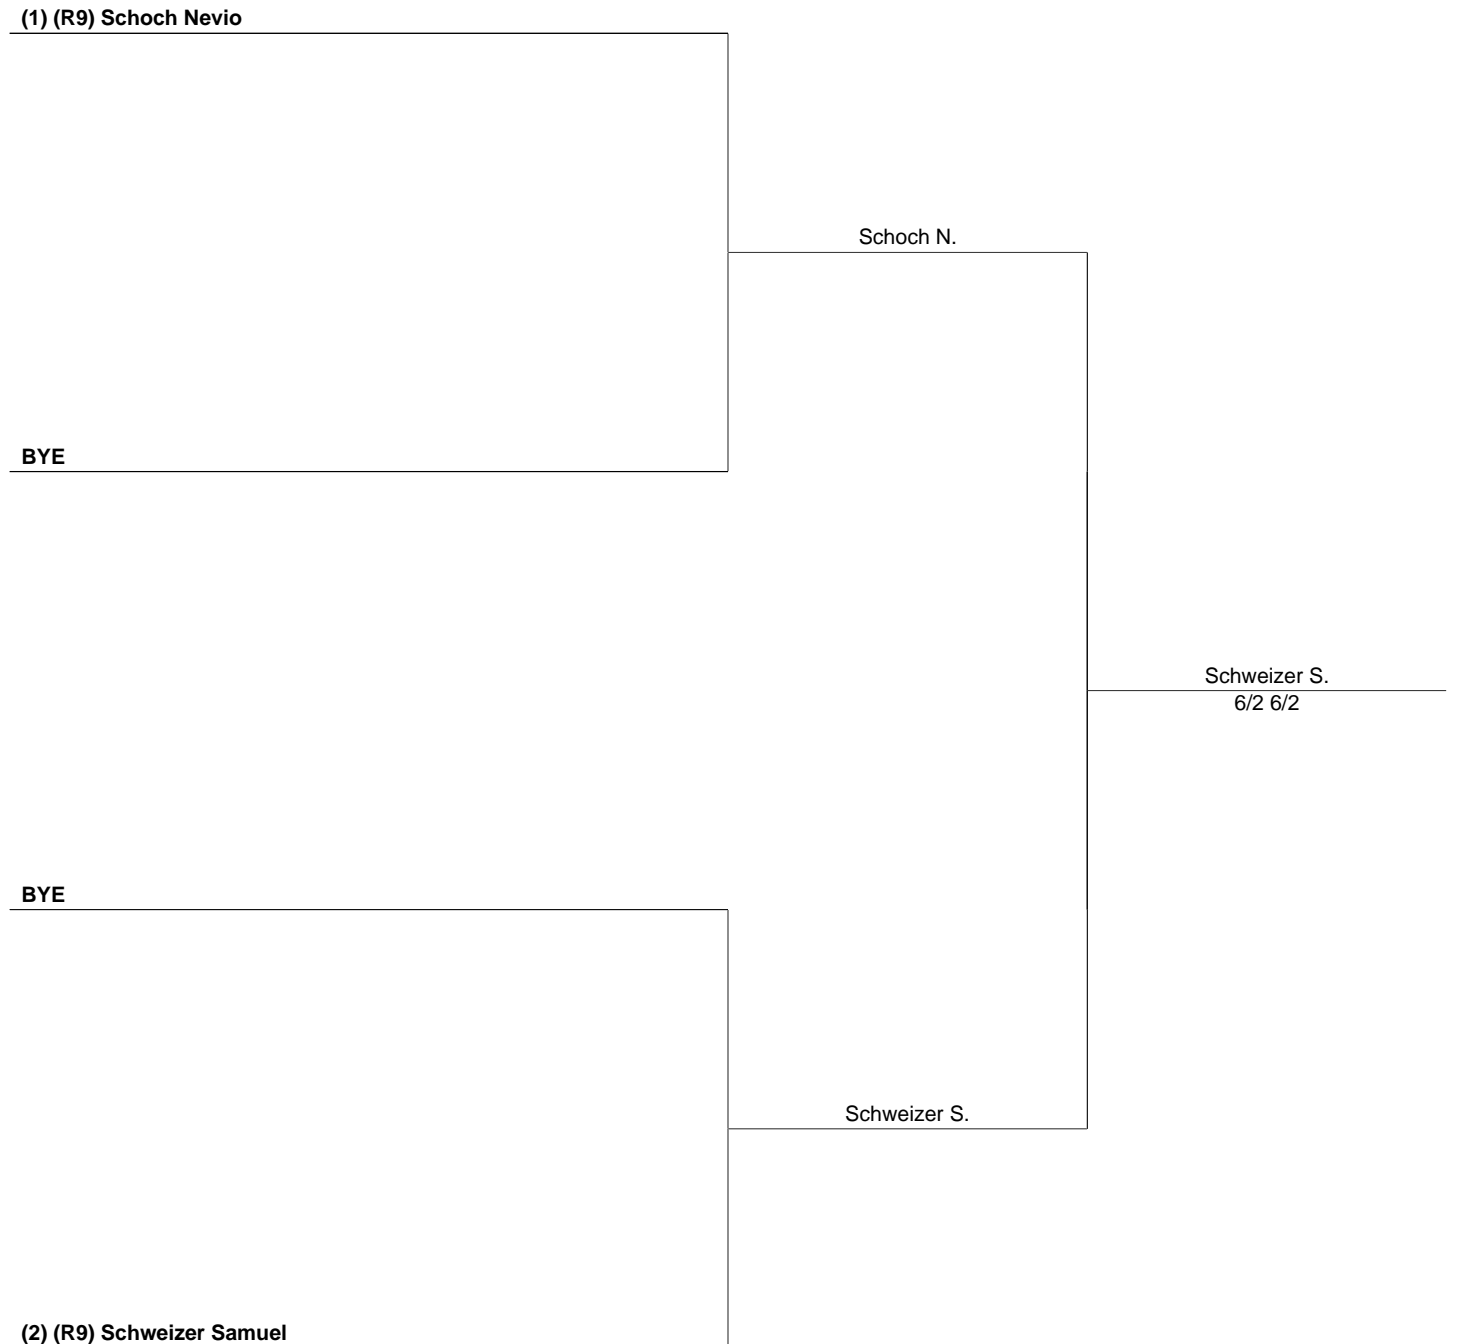 (1) (R9) Schoch Nevio
Schoch N.
BYE
Schweizer S.
6/2 6/2
BYE
Schweizer S.
(2) (R9) Schweizer Samuel